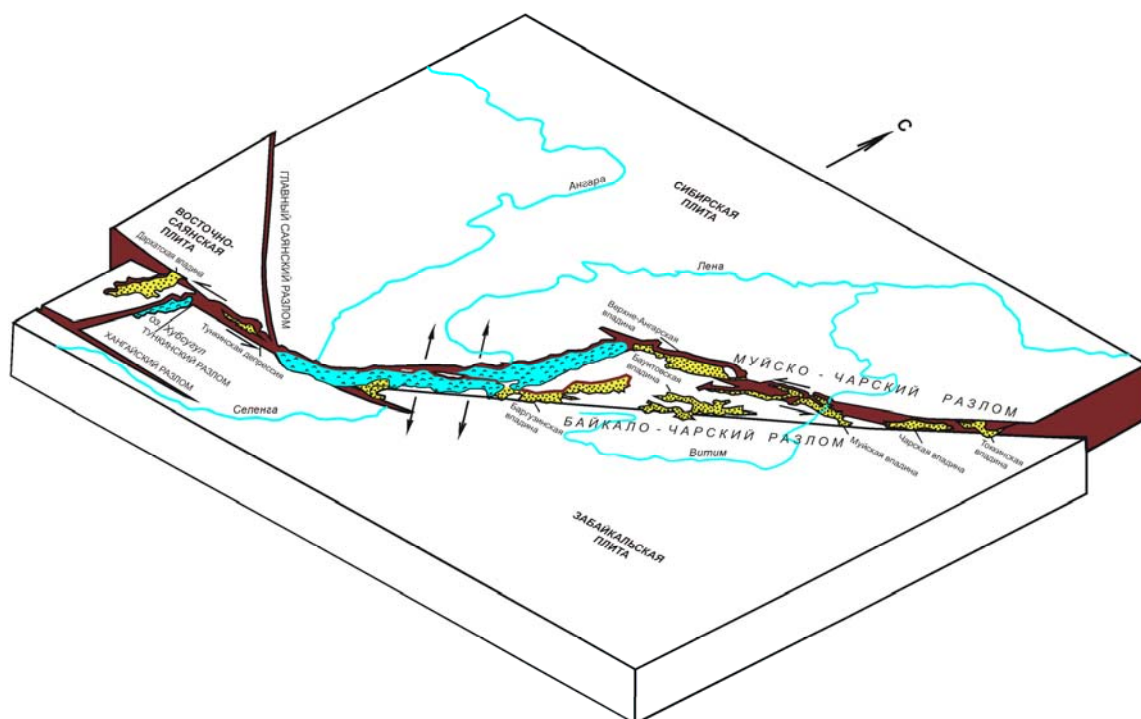 С
Ангара
СИБИРСКАЯ
ПЛИТА
Лена
ГЛАВНЫЙ САЯНСКИЙ РАЗЛОМ
ВОСТОЧНО-
САЯНСКАЯ
ПЛИТА
Дархатская впадина
оз. Хубсугул
ТУНКИНСКИЙ РАЗЛОМ
ХАНГАЙСКИЙ РАЗЛОМ
Тункинская депрессия
Селенга
Верхне-Ангарская
впадина
Баунтовская
впадина
МУЙСКО - ЧАРСКИЙ РАЗЛОМ
Баргузинская
впадина
БАЙКАЛО - ЧАРСКИЙ РАЗЛОМ
Витим
Муйская впадина
Чарская впадина
Токкинская
впадина
ЗАБАЙКАЛЬСКАЯ
ПЛИТА